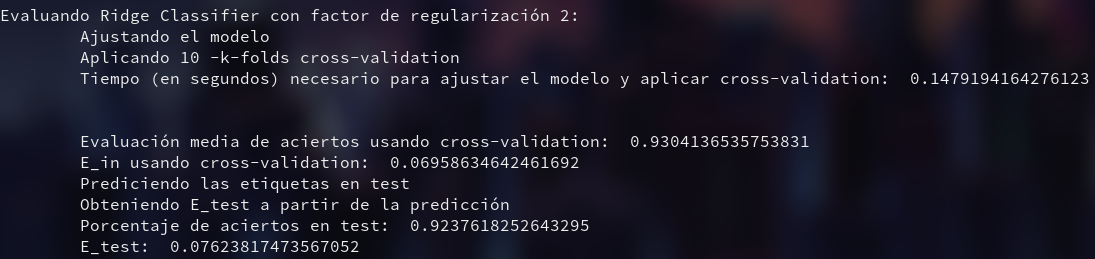 Evaluando Ridge Classifier con factor de regularización 2:
Ajustando el modelo
Aplicando 10 -k-folds cross-validation
Tiempo (en segundos) necesario para ajustar el modelo y aplicar cross-validation: 0.1479194164276123
Evaluación media de aciertos usando cross-validation: 0.9304136535753831
E_in usando cross-validation: 0.06958634642461692
Prediciendo las etiquetas en test
Obteniendo E_test a partir de la predicción
Porcentaje de aciertos en test: 0.9237618252643295
E_test: 0.07623817473567052